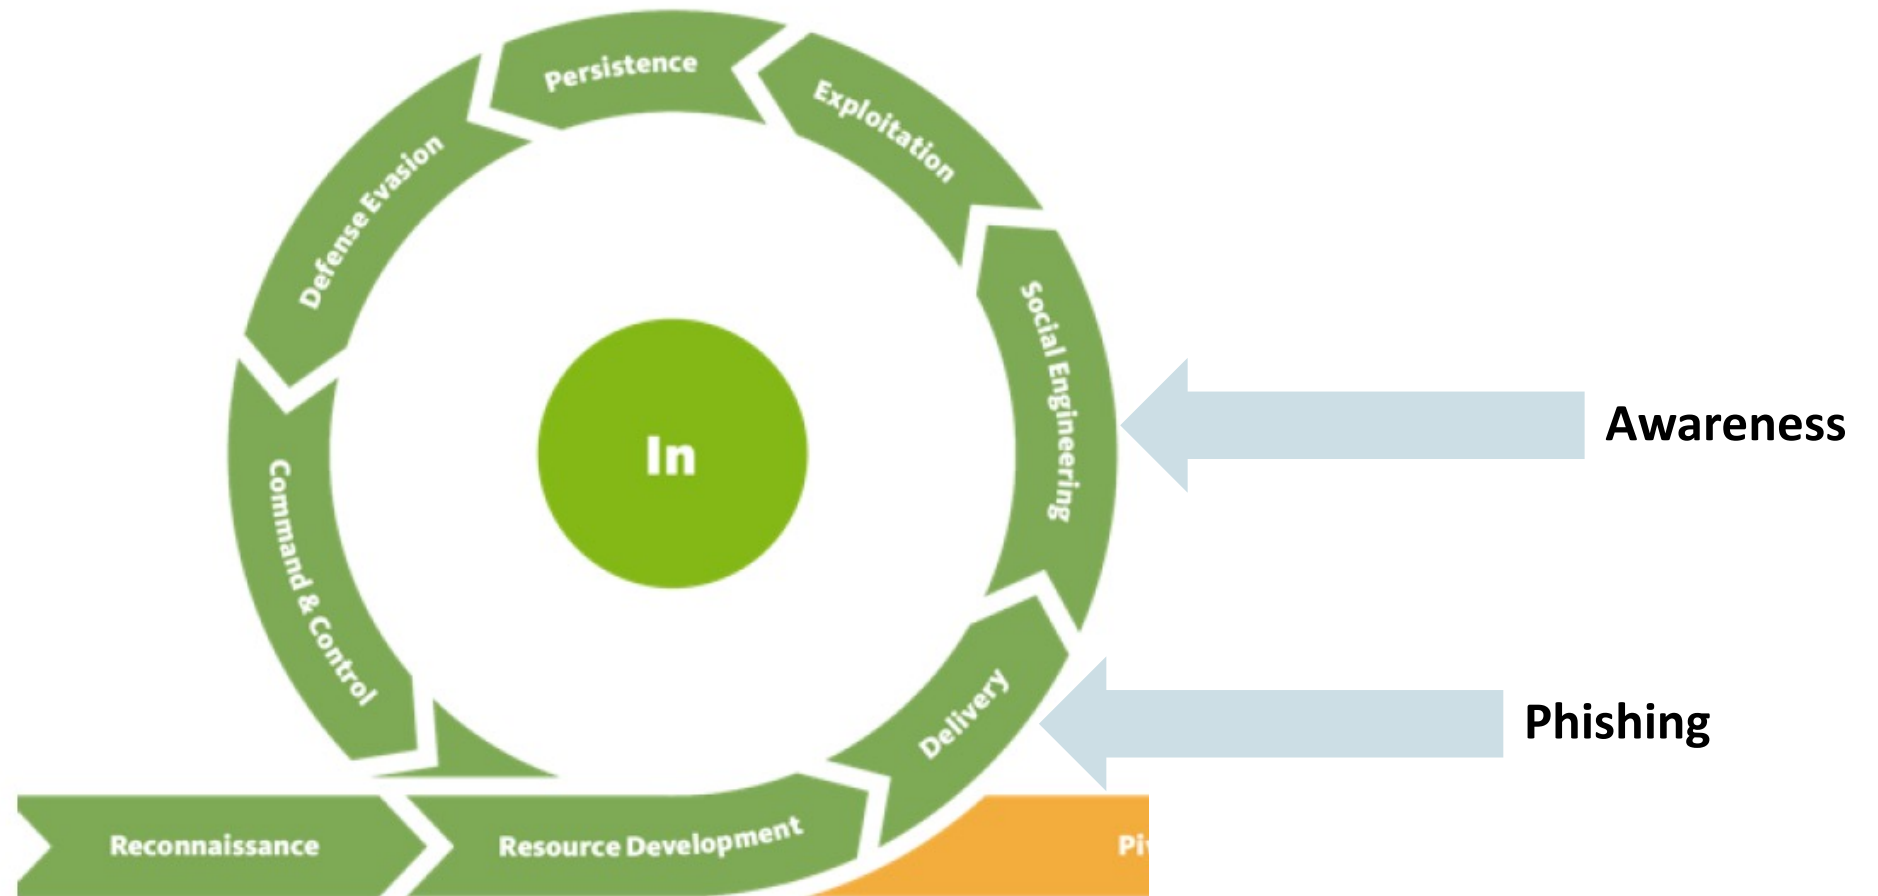 Persistence
Exploitation
Defense Evasion
Social Engineering
In
Awareness
Command & Control
Delivery
Phishing
Reconnaissance
Resource Development